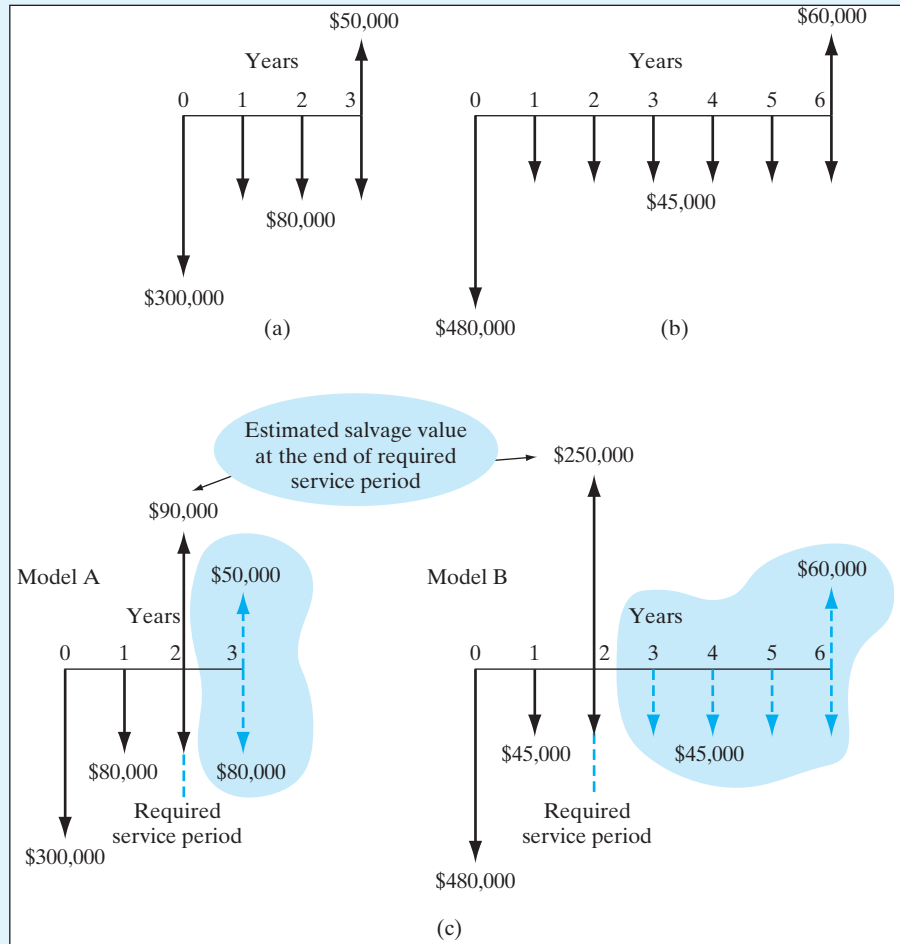 $50,000
Years
0 1 2 3
$80,000
$300,000
(a)
$60,000
Years
0 1 2 3 4 5 6
$45,000
$480,000
(b)
Estimated salvage value
at the end of required
service period
$90,000
$250,000
Model A
$50,000
Years
0 1 2 3
$80,000
$80,000
Required
service period
$300,000
Model B
$60,000
Years
0 1 2 3 4 5 6
$45,000
$45,000
Required
service period
$480,000
(c)